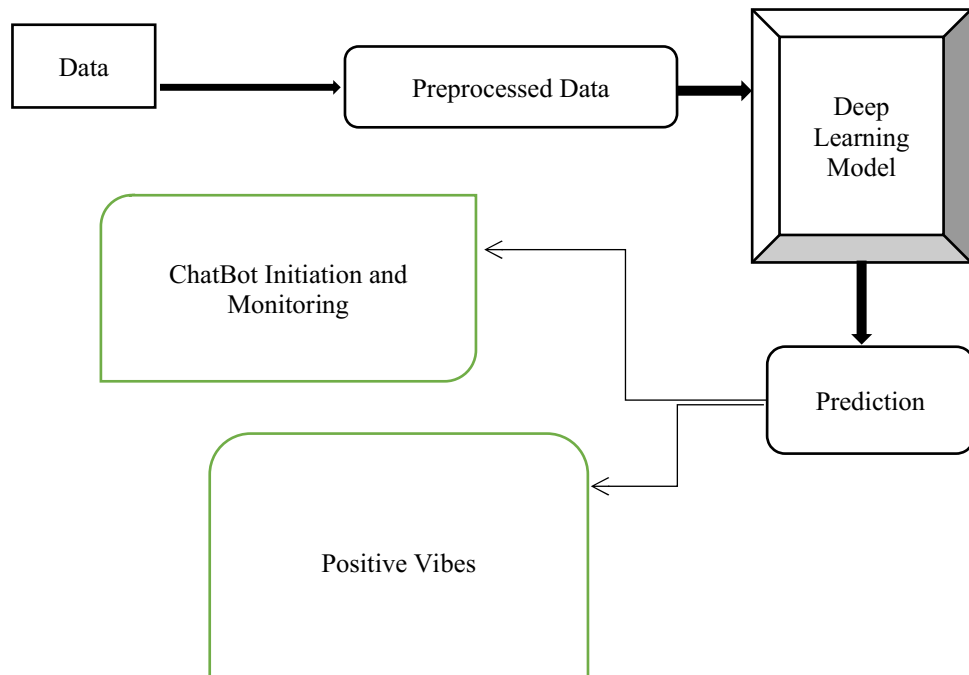 Data
Preprocessed Data
Deep
Learning
Model
ChatBot Initiation and
Monitoring
Prediction
Positive Vibes